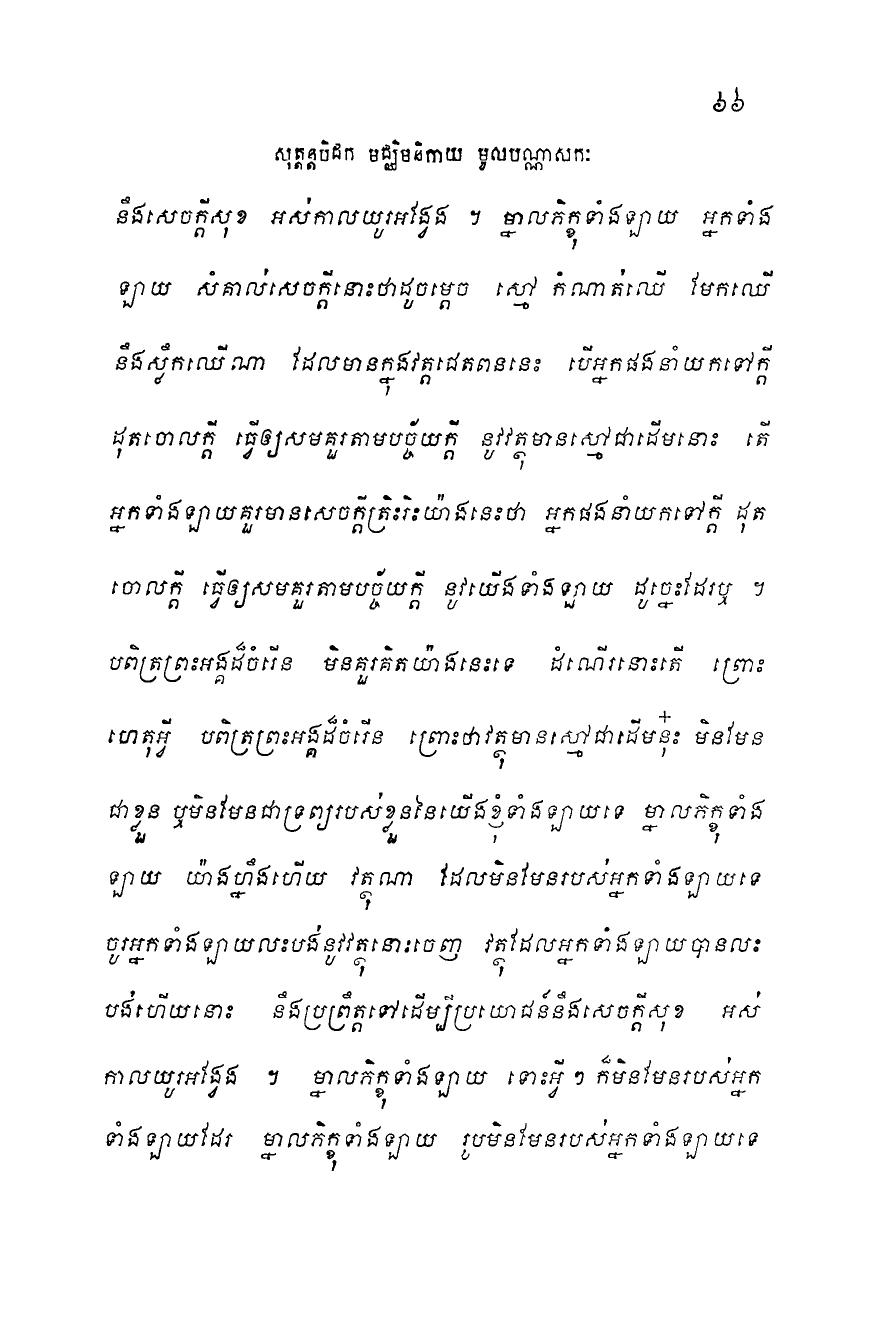 ៦៦
សុត្តន្តបិដក មជ្ឈិមនិកាយ មូលបណ្ណាសកៈ
នឹងសេចក្តីសុខ អស់កាលយូរអង្វែង ។ ម្នាលភិក្ខុទាំងឡាយ អ្នកទាំង
ឡាយ សំគាល់សេចក្តីនោះថាដូចម្តេច ស្មៅ កំណាត់ឈើ មែកឈើ
នឹងស្លឹកឈើណា ដែលមានក្នុងវត្តជេតពននេះ បើអ្នកផងនាំយកទៅក្តី
ដុតចោលក្តី ធ្វើឲ្យសមគួរតាមបច្ច័យក្តី នូវវត្ថុមានស្មៅជាដើមនោះ តើ
អ្នកទាំងឡាយគួរមានសេចក្តីត្រិះរិះយ៉ាងនេះថា អ្នកផងនាំយកទៅក្តី ដុត
ចោលក្តី ធ្វើឲ្យសមគួរតាមបច្ច័យក្តី នូវយើងទាំងឡាយ ដូច្នេះដែរឬ ។
បពិត្រព្រះអង្គដ៏ចំរើន មិនគួរគិតយ៉ាងនេះទេ ដំណើរនោះតើ ព្រោះ
ហេតុអ្វី បពិត្រព្រះអង្គដ៏ចំរើន ព្រោះថាវត្ថុមានស្មៅជាដើមនុ៎ះ មិនមែន
ជាខ្លួន ឬមិនមែនជាទ្រព្យរបស់ខ្លួននៃយើងខ្ញុំទាំងឡាយទេ ម្នាលភិក្ខុទាំង
ឡាយ យ៉ាងហ្នឹងហើយ វត្ថុណា ដែលមិនមែនរបស់អ្នកទាំងឡាយទេ
ចូរអ្នកទាំងឡាយលះបង់នូវវត្ថុនោះចេញ វត្ថុដែលអ្នកទាំងឡាយបានលះ
បង់ហើយនោះ នឹងប្រព្រឹត្តទៅដើម្បីប្រយោជន៍នឹងសេចក្តីសុខ អស់
កាលយូរអង្វែង ។ ម្នាលភិក្ខុទាំងឡាយ ទោះអ្វី ៗ ក៏មិនមែនរបស់អ្នក
ទាំងឡាយដែរ ម្នាលភិក្ខុទាំងឡាយ រូបមិនមែនរបស់អ្នកទាំងឡាយទេ